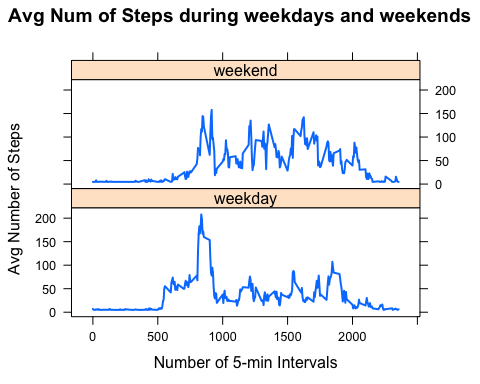 Avg Num of Steps during weekdays and weekends
weekend
200
150
100
50
0
weekday
200
150
100
50
0
Avg Number of Steps
0 500 1000 1500 2000
Number of 5-min Intervals